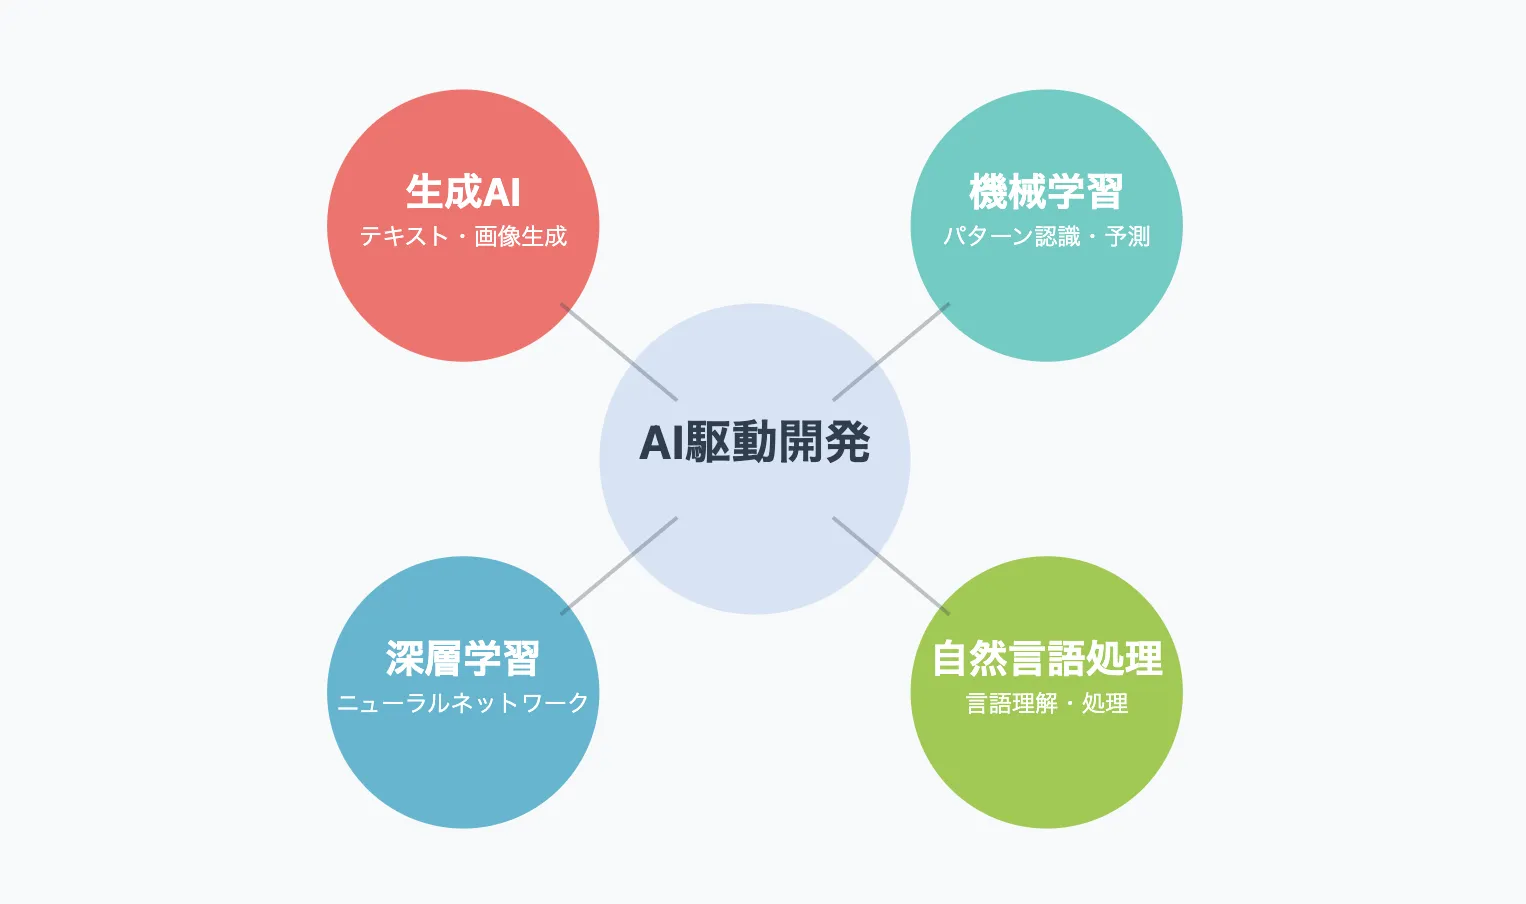 生成AI
テキスト・画像生成
機械学習
パターン認識・予測
AI駆動開発
深層学習
ニューラルネットワーク
自然言語処理
言語理解・処理